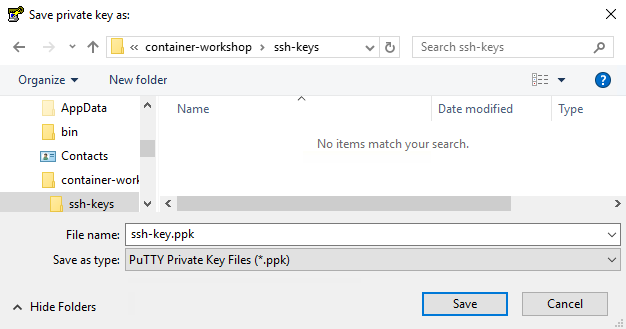 Save private key as:
« container-workshop › ssh-keys
Search ssh-keys
Organize
New folder
?
Name
Date modified
Type
AppData
bin
Contacts
container-work
ssh-keys
No items match your search.
File name: ssh-key.ppk
Save as type: PuTTY Private Key Files (*.ppk)
Hide Folders
Save
Cancel